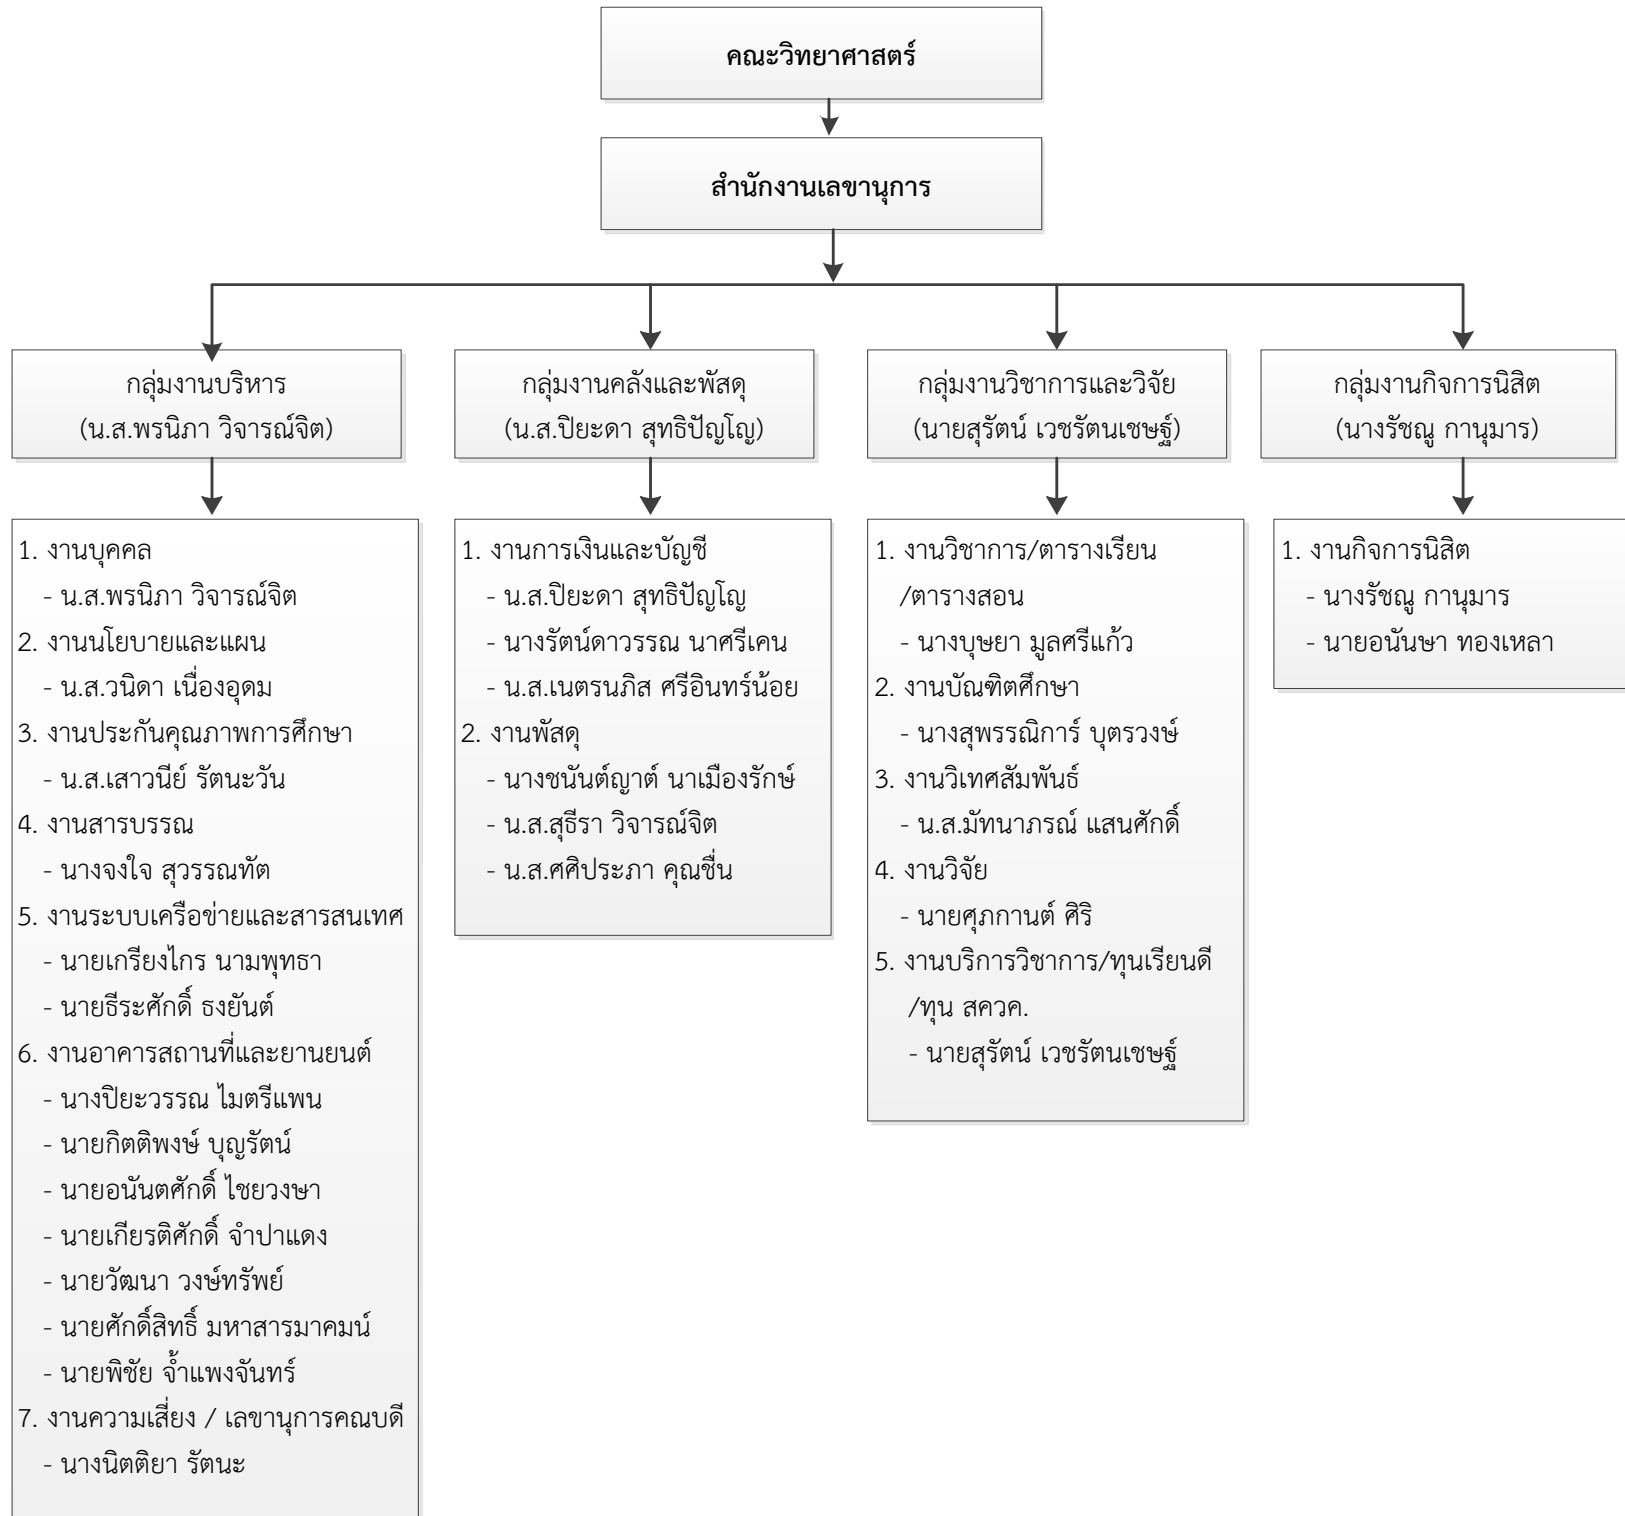 คณะวิทยาศาสตร์
สำนักงานเลขานุการ
กลุ่มงานบริหาร
(น.ส.พรนิภา วิจารณ์จิต)
กลุ่มงานคลังและพัสดุ
(น.ส.ปิยะดา สุทธิปัญโญ)
กลุ่มงานวิชาการและวิจัย
(นายสุรัตน์ เวชรัตนเชษฐ์)
กลุ่มงานกิจการนิสิต
(นางรัชณู กานุมาร)
1. งานบุคคล
- น.ส.พรนิภา วิจารณ์จิต
2. งานนโยบายและแผน
- น.ส.วนิดา เนื่องอุดม
3. งานประกันคุณภาพการศึกษา
- น.ส.เสาวนีย์ รัตนะวัน
4. งานสารบรรณ
- นางจงใจ สุวรรณทัต
5. งานระบบเครือข่ายและสารสนเทศ
- นายเกรียงไกร นามพุทธา
- นายธีระศักดิ์ ธงยันต์
6. งานอาคารสถานที่และยานยนต์
- นางปิยะวรรณ ไมตรีแพน
- นายกิตติพงษ์ บุญรัตน์
- นายอนันตศักดิ์ ไชยวงษา
- นายเกียรติศักดิ์ จำปาแดง
- นายวัฒนา วงษ์ทรัพย์
- นายศักดิ์สิทธิ์ มหาสารมาคมน์
- นายพิชัย จ้ำแพงจันทร์
7. งานความเสี่ยง / เลขานุการคณบดี
- นางนิตติยา รัตนะ
1. งานการเงินและบัญชี
- น.ส.ปิยะดา สุทธิปัญโญ
- นางรัตน์ดาวรรณ นาศรีเคน
- น.ส.เนตรนภิส ศรีอินทร์น้อย
2. งานพัสดุ
- นางชนันต์ญาต์ นาเมืองรักษ์
- น.ส.สุธีรา วิจารณ์จิต
- น.ส.ศศิประภา คุณชื่น
1. งานวิชาการ/ตารางเรียน
/ตารางสอน
- นางบุษยา มูลศรีแก้ว
2. งานบัณฑิตศึกษา
- นางสุพรรณิการ์ บุตรวงษ์
3. งานวิเทศสัมพันธ์
- น.ส.มัทนาภรณ์ แสนศักดิ์
4. งานวิจัย
- นายศุภกานต์ ศิริ
5. งานบริการวิชาการ/ทุนเรียนดี
/ทุน สควค.
- นายสุรัตน์ เวชรัตนเชษฐ์
1. งานกิจการนิสิต
- นางรัชณู กานุมาร
- นายอนันษา ทองเหลา